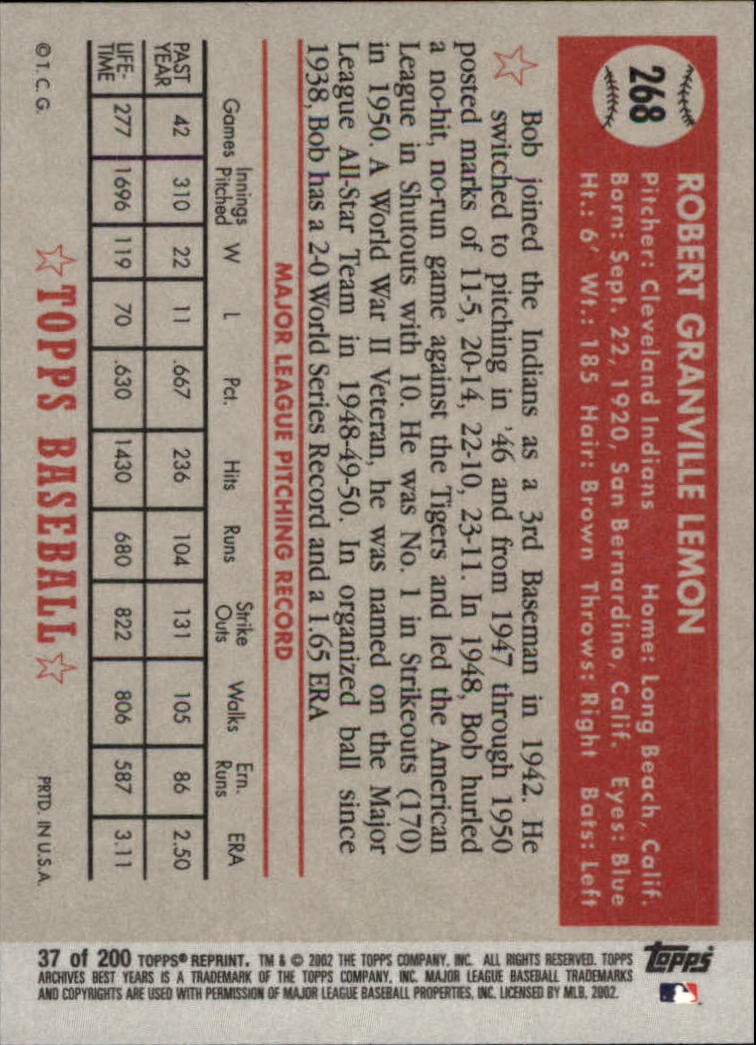 268
ROBERT GRANVILLE LEMON
Pitcher: Cleveland Indians Home: Long Beach, Calif.
Born: Sept. 22, 1920, San Bernardino, Calif. Eyes: Blue
Ht.: 6' Wt.: 185 Hair: Brown Throws: Right Bats: Left
Bob joined the Indians as a 3rd Baseman in 1942. He
switched to pitching in '46 and from 1947 through 1950
posted marks of 11-5, 20-14, 22-10, 23-11. In 1948, Bob hurled
a no-hit, no-run game against the Tigers and led the American
League in Shutouts with 10. He was No. 1 in Strikeouts (170)
in 1950. A World War II Veteran, he was named on the Major
League All-Star Team in 1948-49-50. In organized ball since
1938, Bob has a 2-0 World Series Record and a 1.65 ERA
MAJOR LEAGUE PITCHING RECORD
Games Innings Pitched W L Pct. Hits Runs Strike Outs Walks Ern. Runs ERA
PAST YEAR 42 310 22 11 .667 236 104 131 105 86 2.50
LIFE-TIME 277 1696 119 70 .630 1430 680 822 806 587 3.11
© T. C. G. TOPPS BASEBALL PRTD. IN U.S.A.
Topps
37 of 200 TOPPS® REPRINT. TM & © 2002 THE TOPPS COMPANY, INC. ALL RIGHTS RESERVED. TOPPS
ARCHIVES BEST YEARS IS A TRADEMARK OF THE TOPPS COMPANY, INC. MAJOR LEAGUE BASEBALL TRADEMARKS
AND COPYRIGHTS ARE USED WITH PERMISSION OF MAJOR LEAGUE BASEBALL PROPERTIES, INC. LICENSED BY MLB, 2002.